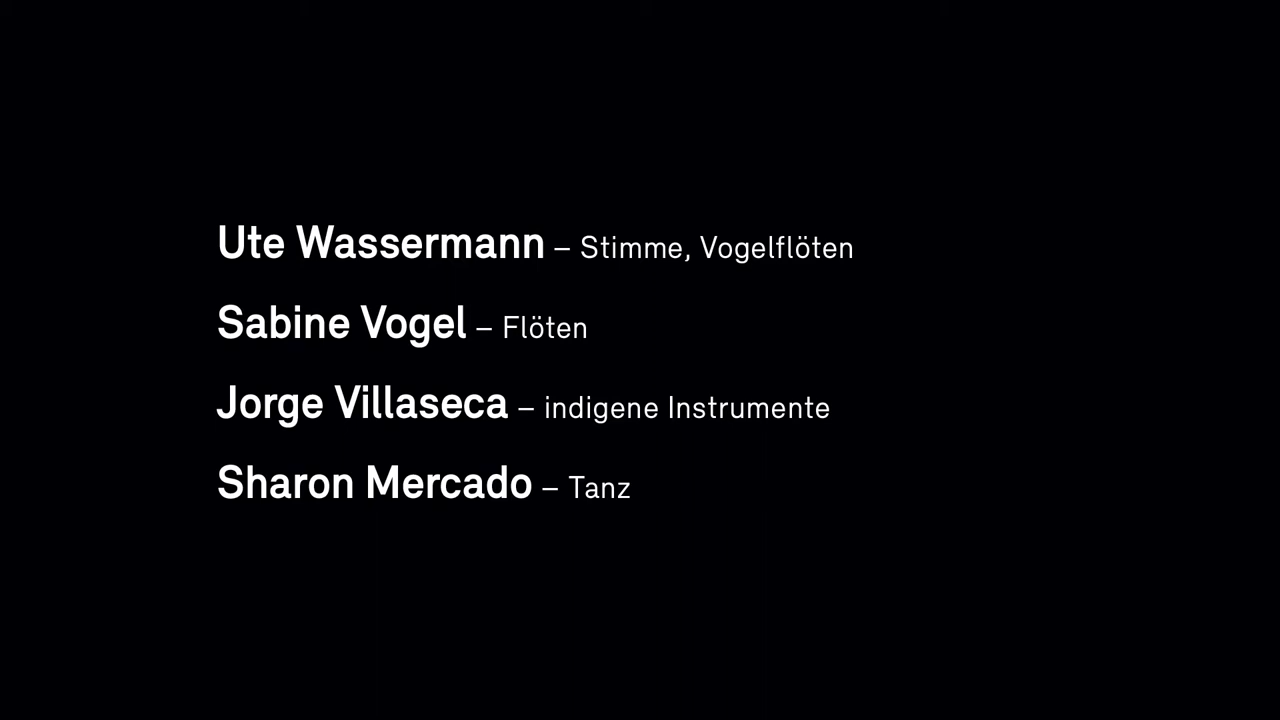 Ute Wassermann – Stimme, Vogelflöten
Sabine Vogel – Flöten
Jorge Villaseca – indigene Instrumente
Sharon Mercado – Tanz